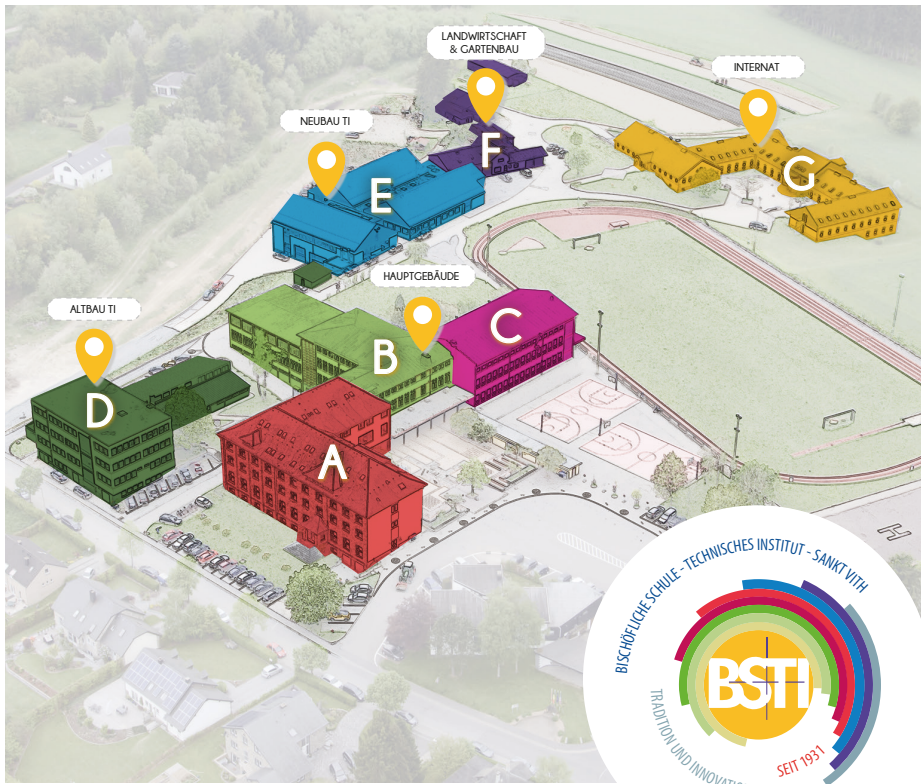 LANDWIRTSCHAFT
& GARTENBAU
INTERNAT
NEUBAU TI
F
G
E
HAUPTGEBÄUDE
ALTBAU TI
C
B
D
A
H
BISCHÖFLICHE SCHULE - TECHNISCHES INSTITUT - SANKT VITH
BSTI
TRADITION UND
SEIT 1931